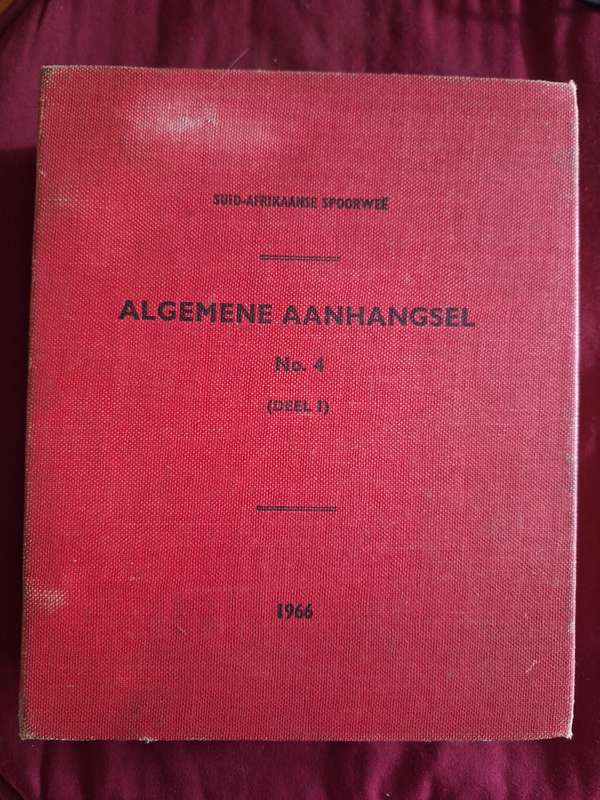 SUID-AFRIKAANSE SPOORWEË
ALGEMENE AANHANGSEL
No. 4
(DEEL I)
1966